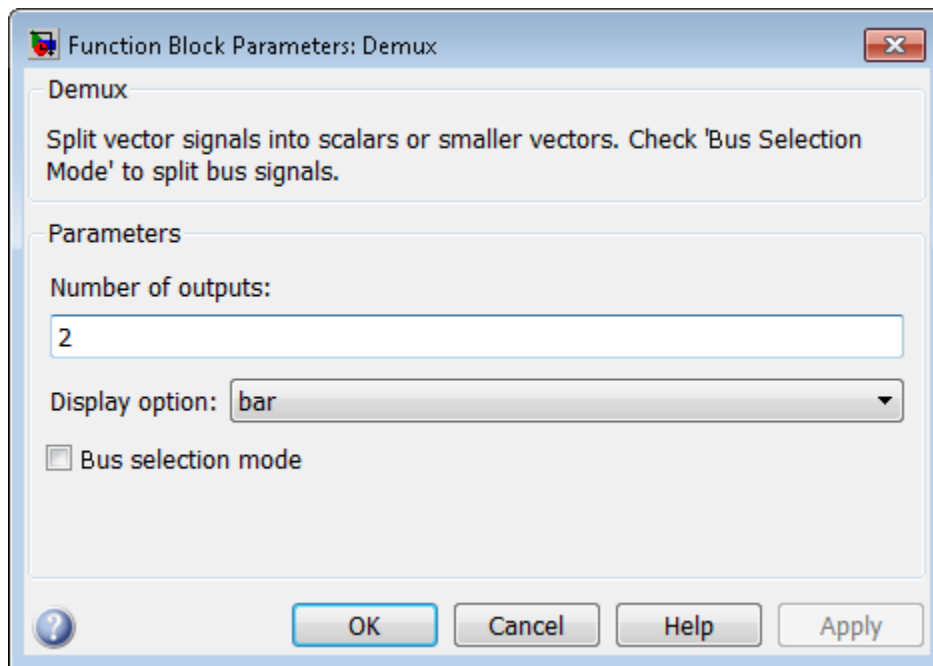 Function Block Parameters: Demux
Demux
Split vector signals into scalars or smaller vectors. Check 'Bus Selection
Mode' to split bus signals.
Parameters
Number of outputs:
2
Display option: bar
Bus selection mode
? OK Cancel Help Apply